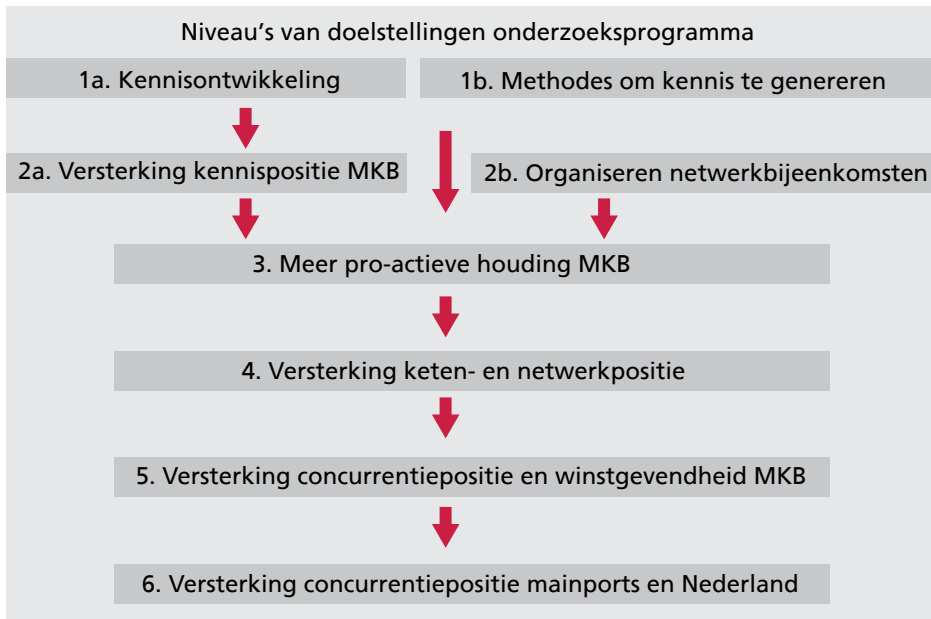 Niveau's van doelstellingen onderzoeksprogramma
1a. Kennisontwikkeling
1b. Methodes om kennis te genereren
2a. Versterking kennispositie MKB
2b. Organiseren netwerkbijeenkomsten
3. Meer pro-actieve houding MKB
4. Versterking keten- en netwerkpositie
5. Versterking concurrentiepositie en winstgevendheid MKB
6. Versterking concurrentiepositie mainports en Nederland